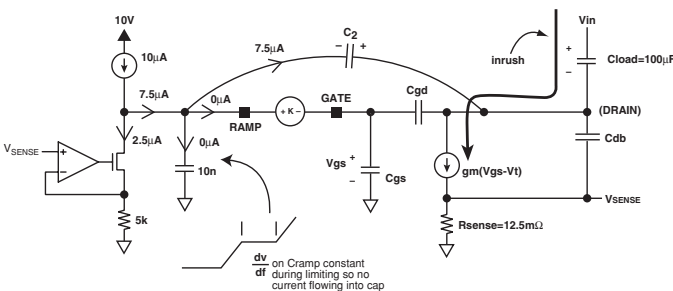 10V
10µA
7.5µA
2.5µA
VSENSE
+
−
5k
0µA
RAMP
0µA
10n
7.5µA
C2
− +
+ K −
GATE
Cgd
Vgs
+
−
Cgs
inrush
Vin
+
−
Cload=100µF
(DRAIN)
Cdb
gm(Vgs-Vt)
VSENSE
Rsense=12.5mΩ
dv
df
on Cramp constant
during limiting so no
current flowing into cap